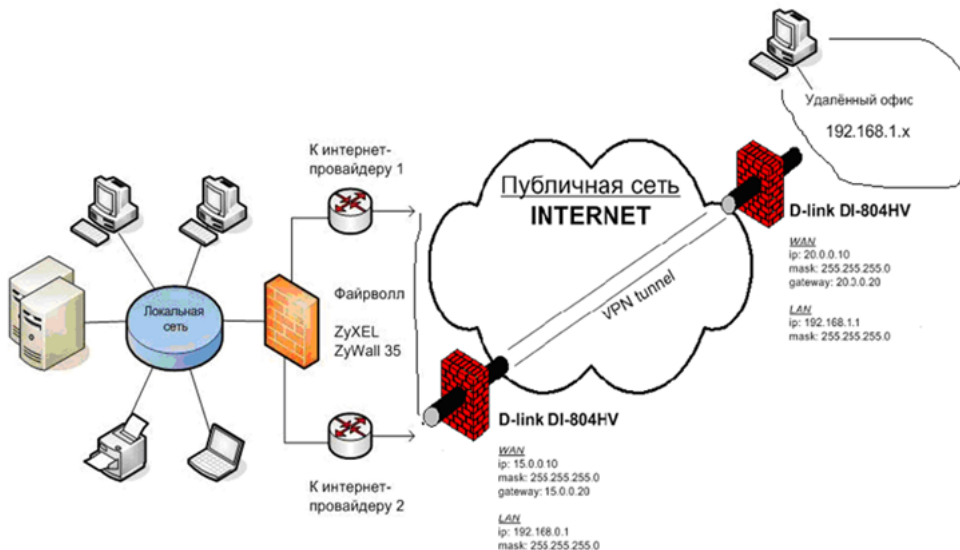 Удалённый офис
192.168.1.x
К интернет-
провайдеру 1
Публичная сеть
INTERNET
D-link DI-804HV
WAN
ip: 20.0.0.10
mask: 255.255.255.0
gateway: 20.0.0.20
LAN
ip: 192.168.1.1
mask: 255.255.255.0
Локальная
сеть
Файрволл
ZyXEL
ZyWall 35
VPN tunnel
D-link DI-804HV
WAN
ip: 15.0.0.10
mask: 255.255.255.0
gateway: 15.0.0.20
LAN
ip: 192.168.0.1
mask: 255.255.255.0
К интернет-
провайдеру 2